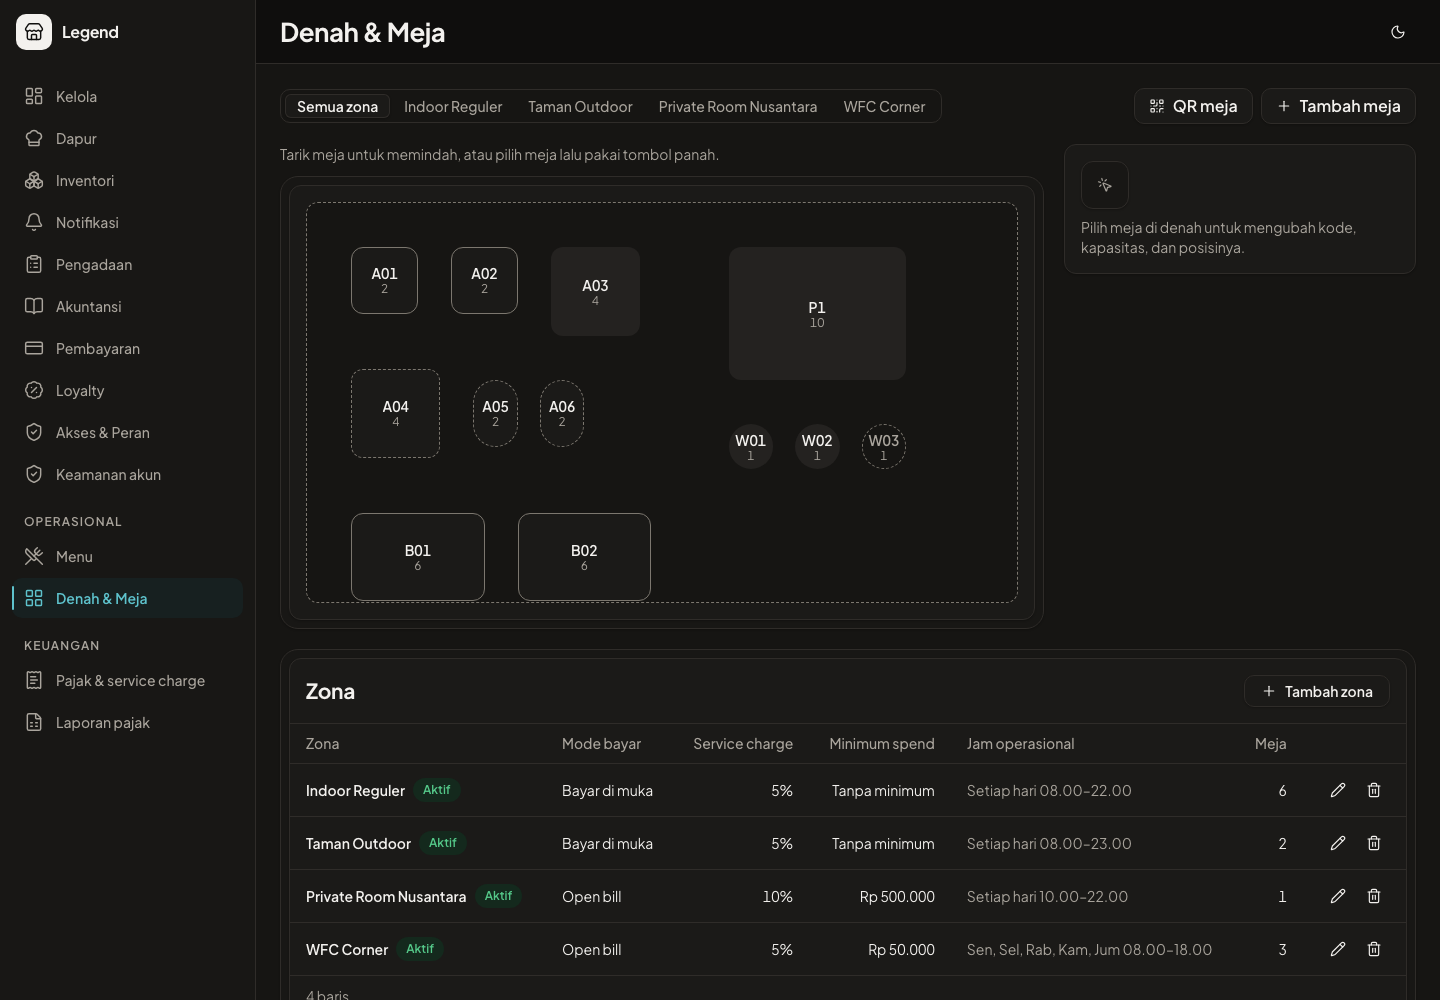 Legend
Denah & Meja
Kelola
Dapur
Inventori
Notifikasi
Pengadaan
Akuntansi
Pembayaran
Loyalty
Akses & Peran
Keamanan akun
OPERASIONAL
Menu
Denah & Meja
KEUANGAN
Pajak & service charge
Laporan pajak
Semua zona Indoor Reguler Taman Outdoor Private Room Nusantara WFC Corner
QR meja Tambah meja
Tarik meja untuk memindah, atau pilih meja lalu pakai tombol panah.
A01
2
A02
2
A03
4
P1
10
A04
4
A05
2
A06
2
W01
1
W02
1
W03
1
B01
6
B02
6
Pilih meja di denah untuk mengubah kode,
kapasitas, dan posisinya.
Zona
Tambah zona
Zona Mode bayar Service charge Minimum spend Jam operasional Meja
Indoor Reguler Aktif Bayar di muka 5% Tanpa minimum Setiap hari 08.00–22.00 6
Taman Outdoor Aktif Bayar di muka 5% Tanpa minimum Setiap hari 08.00–23.00 2
Private Room Nusantara Aktif Open bill 10% Rp 500.000 Setiap hari 10.00–22.00 1
WFC Corner Aktif Open bill 5% Rp 50.000 Sen, Sel, Rab, Kam, Jum 08.00–18.00 3
4 baris